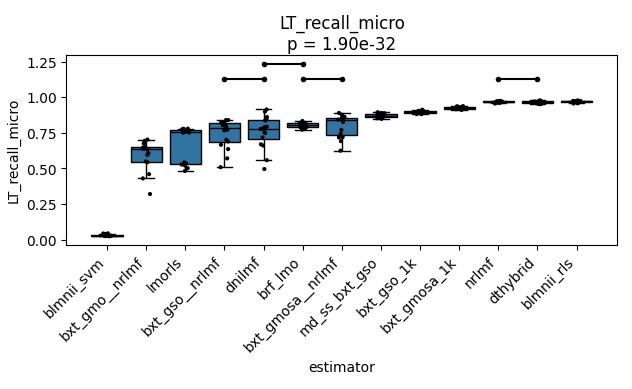 LT_recall_micro
p = 1.90e-32
LT_recall_micro
1.25
1.00
0.75
0.50
0.25
0.00
blmnii_svm
bxt_gmo__nrlmf
lmorls
bxt_gso__nrlmf
dnilmf
brf_lmo
bxt_gmosa__nrlmf
md_ss_bxt_gso
bxt_gso_1k
bxt_gmosa_1k
nrlmf
dthybrid
blmnii_rls
estimator